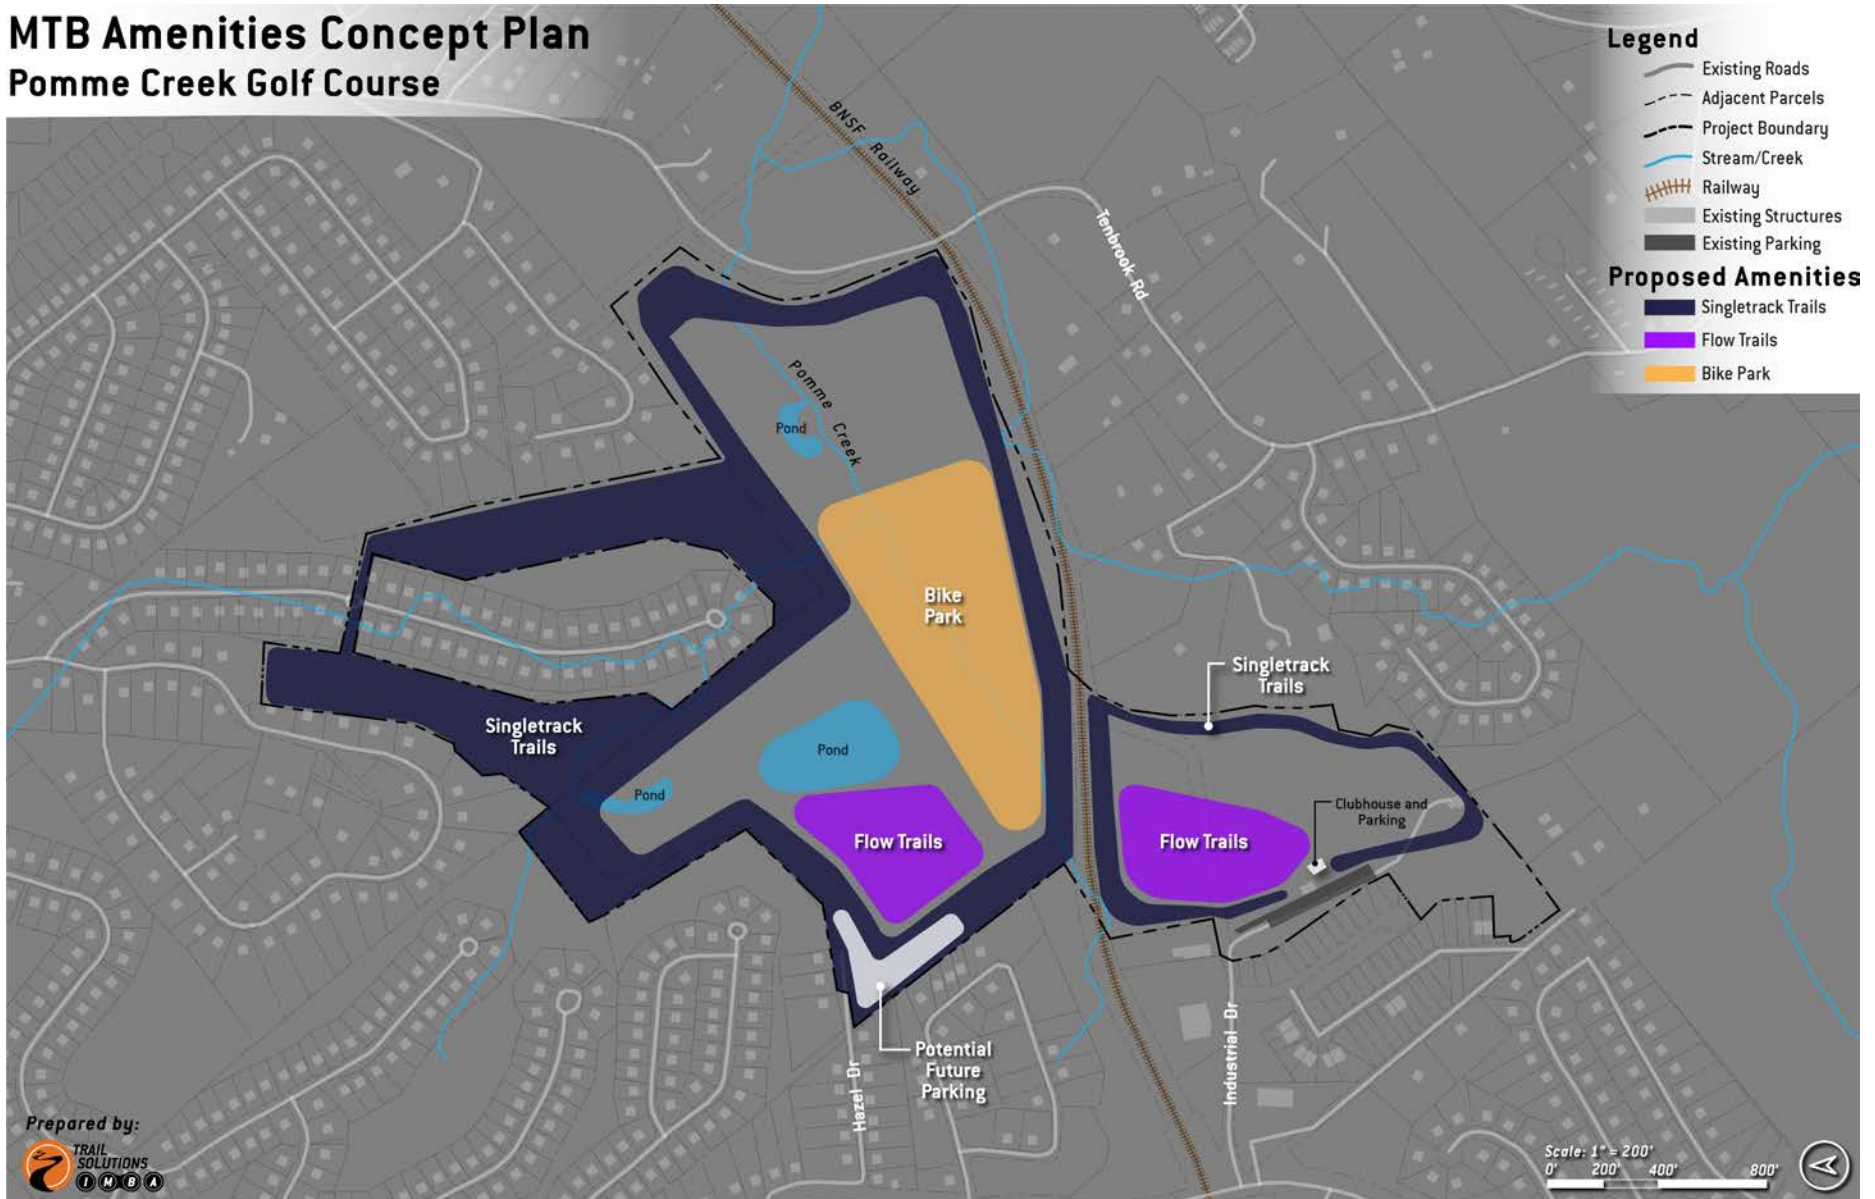 MTB Amenities Concept Plan
Pomme Creek Golf Course
Legend
Existing Roads
Adjacent Parcels
Project Boundary
Stream/Creek
Railway
Existing Structures
Existing Parking
Proposed Amenities
Singletrack Trails
Flow Trails
Bike Park
BNSF Railway
Tenbrook Rd
Pomme Creek
Pond
Bike
Park
Singletrack
Trails
Singletrack
Trails
Pond
Pond
Clubhouse and
Parking
Flow Trails
Flow Trails
Potential
Future
Parking
Hazel Dr
Industrial Dr
Prepared by:
TRAIL
SOLUTIONS
IMBA
Scale: 1" = 200'
0' 200' 400' 800'